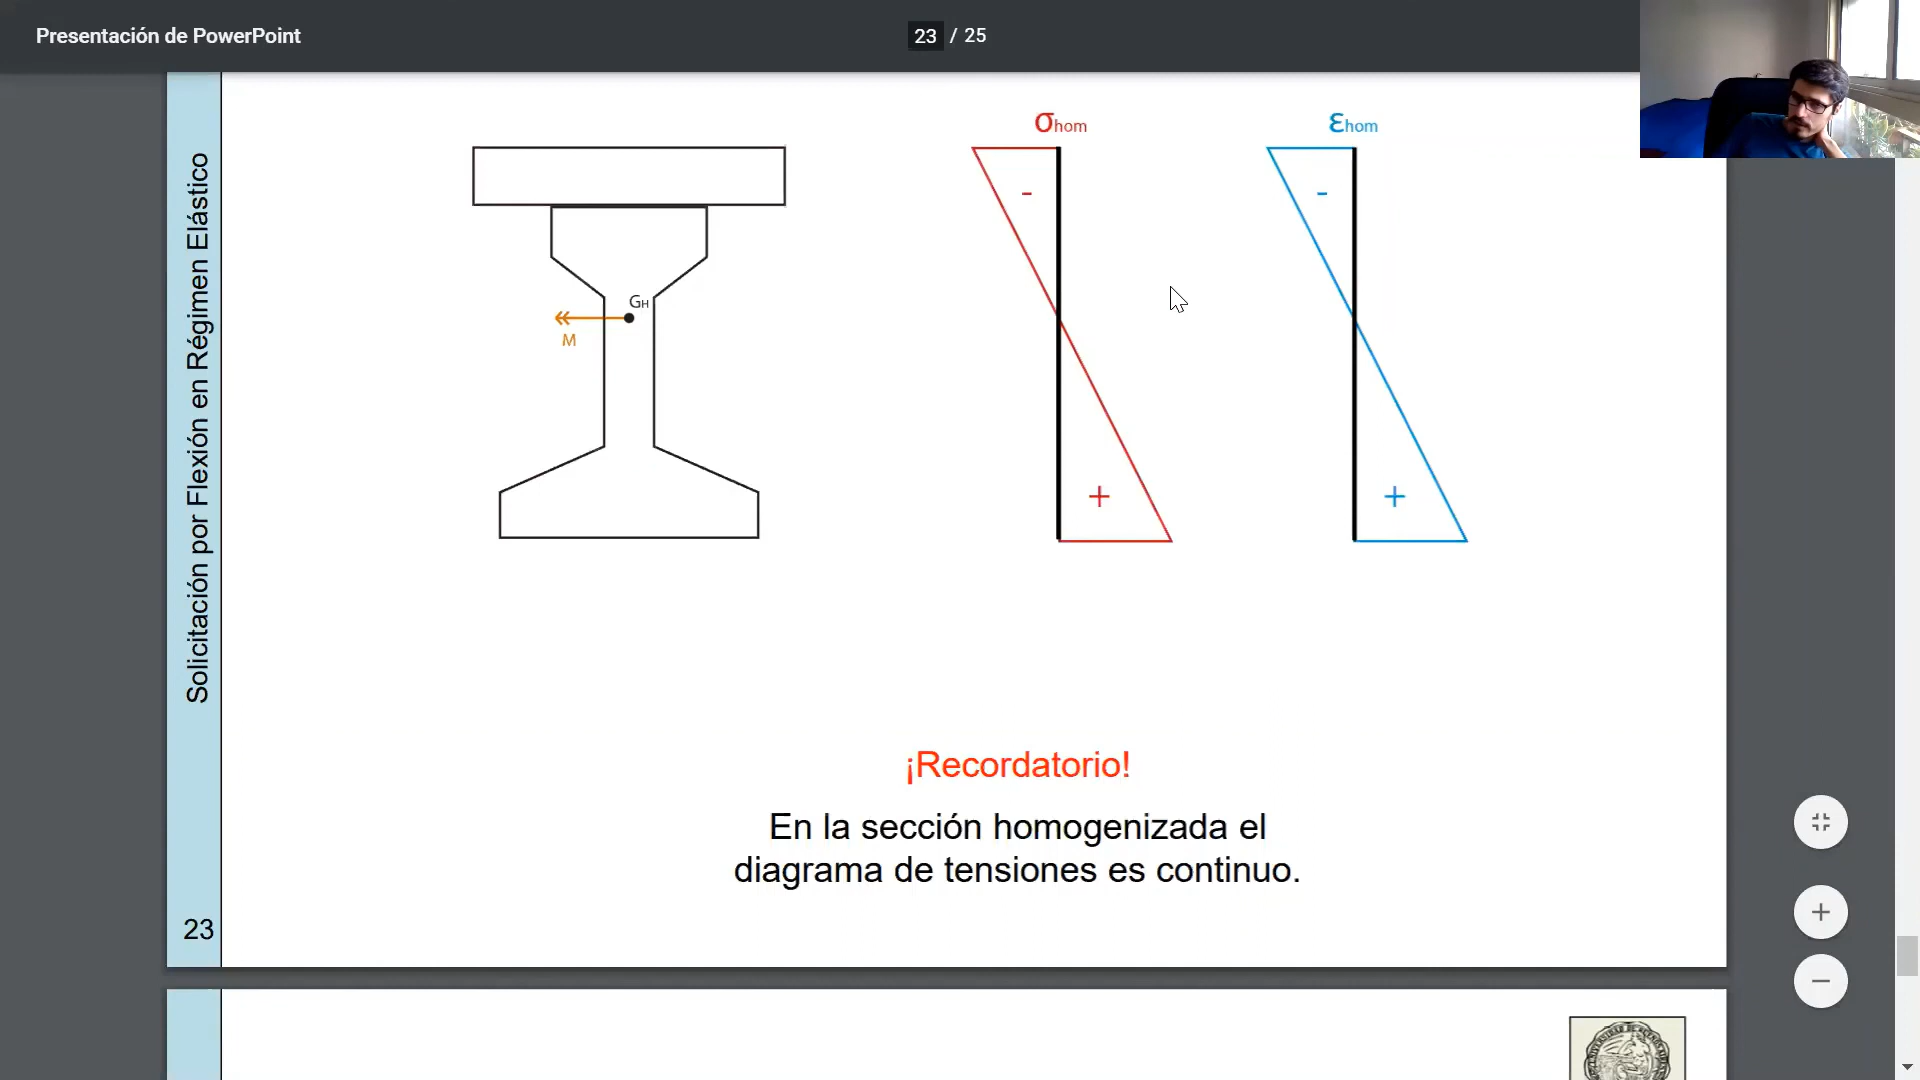 Presentación de PowerPoint
23 / 25
Solicitación por Flexión en Régimen Elástico
σhom
εhom
-
-
GH
M
+
+
¡Recordatorio!
En la sección homogenizada el
diagrama de tensiones es continuo.
23